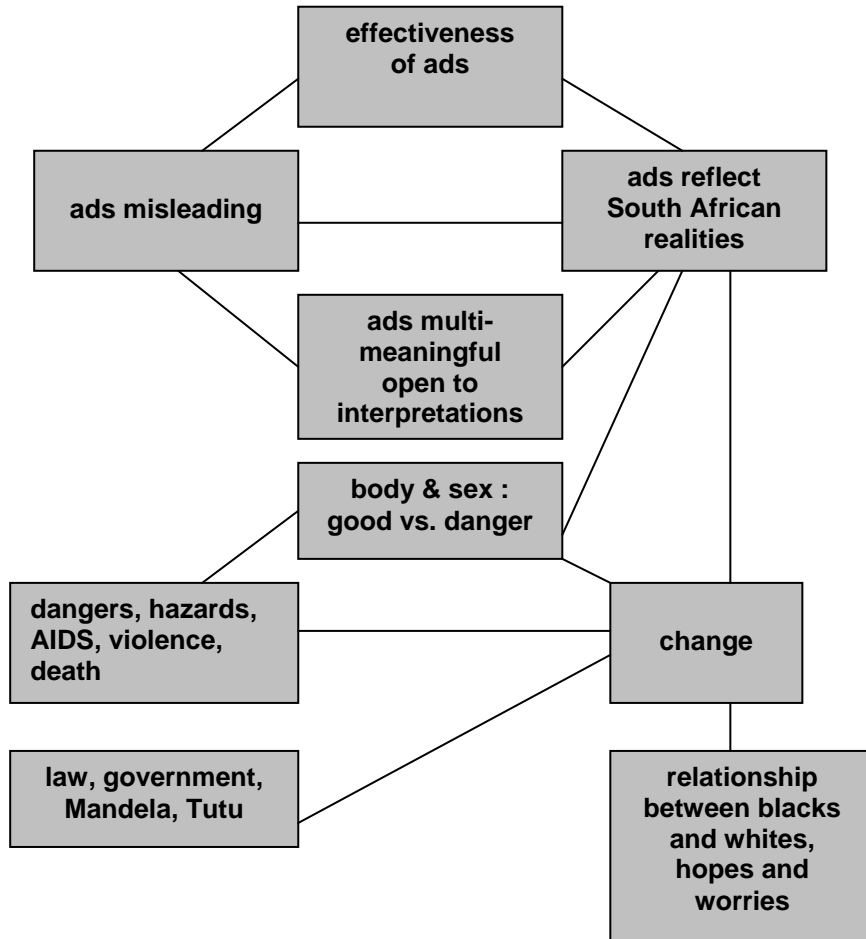 effectiveness
of ads
ads misleading
ads reflect
South African
realities
ads multi-
meaningful
open to
interpretations
body & sex :
good vs. danger
dangers, hazards,
AIDS, violence,
death
change
law, government,
Mandela, Tutu
relationship
between blacks
and whites,
hopes and
worries